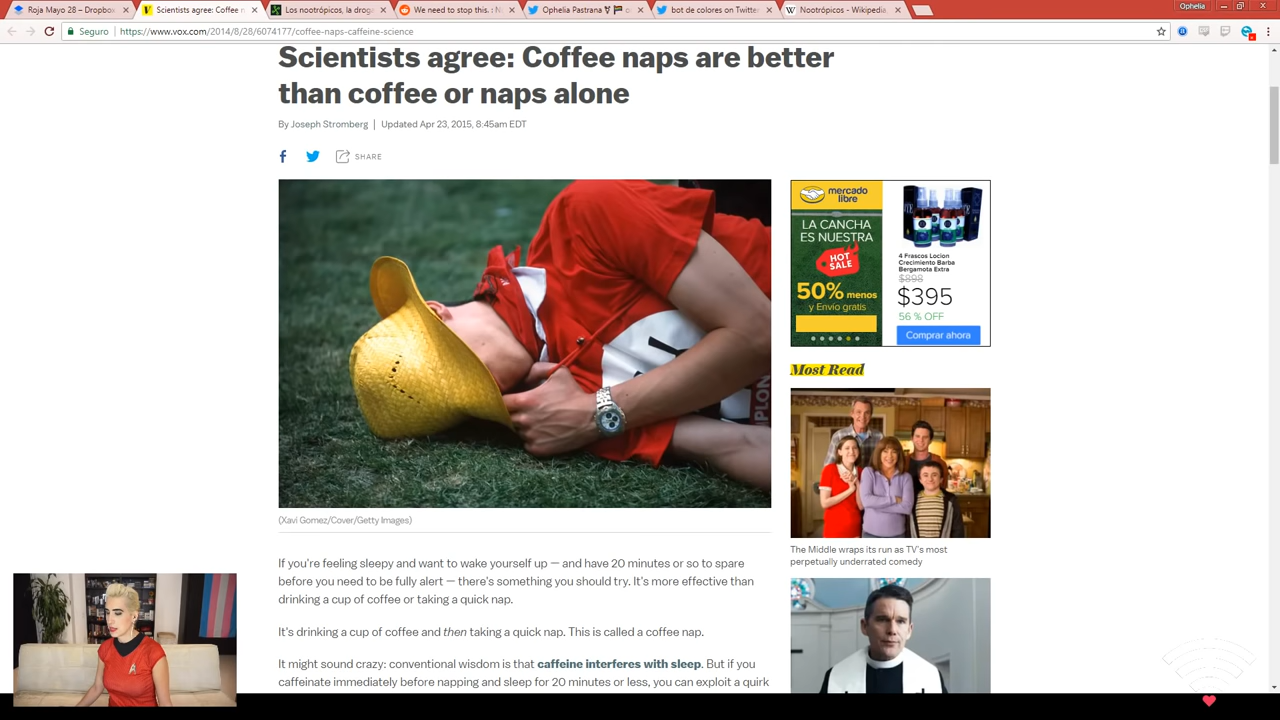 Roja Mayo 28 – Dropbox
Scientists agree: Coffee n
Los nootrópicos, la droga
We need to stop this. : N
Ophelia Pastrana
bot de colores on Twitter
Nootrópicos - Wikipedia
Ophelia
Seguro
https://www.vox.com/2014/8/28/6074177/coffee-naps-caffeine-science
Scientists agree: Coffee naps are better
than coffee or naps alone
By Joseph Stromberg | Updated Apr 23, 2015, 8:45am EDT
SHARE
mercado
libre
LA CANCHA
ES NUESTRA
HOT
SALE
50% menos
y Envío gratis
4 Frascos Locion
Crecimiento Barba
Bergamota Extra
$898
$395
56 % OFF
Comprar ahora
Most Read
(Xavi Gomez/Cover/Getty Images)
The Middle wraps its run as TV's most
perpetually underrated comedy
If you're feeling sleepy and want to wake yourself up — and have 20 minutes or so to spare
before you need to be fully alert — there's something you should try. It's more effective than
drinking a cup of coffee or taking a quick nap.
It's drinking a cup of coffee and then taking a quick nap. This is called a coffee nap.
It might sound crazy: conventional wisdom is that caffeine interferes with sleep. But if you
caffeinate immediately before napping and sleep for 20 minutes or less, you can exploit a quirk